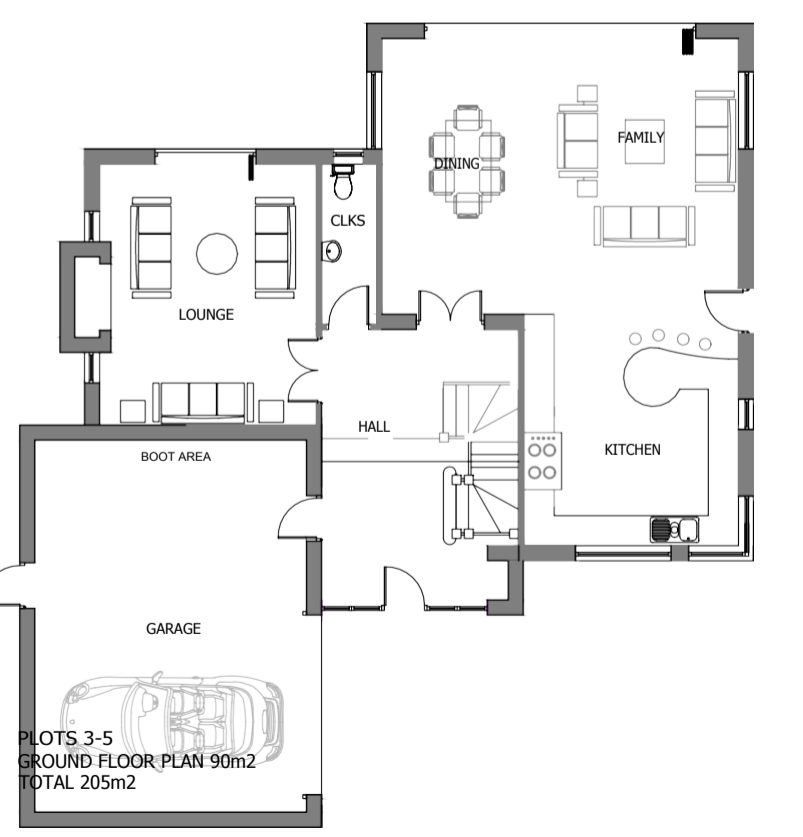 FAMILY
DINING
CLKS
LOUNGE
HALL
KITCHEN
BOOT AREA
GARAGE
PLOTS 3-5
GROUND FLOOR PLAN 90m2
TOTAL 205m2